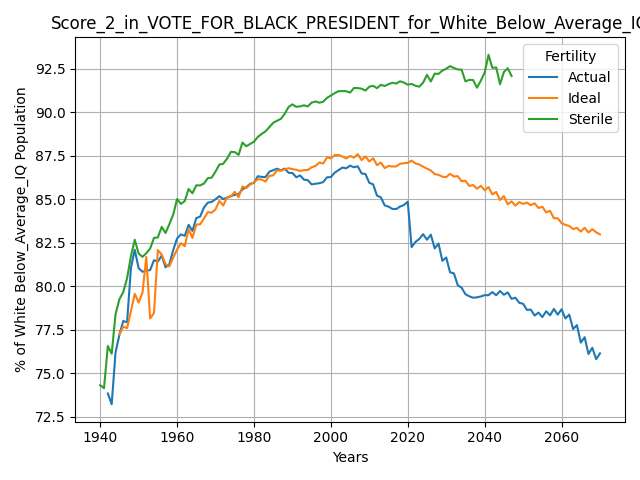 Score_2_in_VOTE_FOR_BLACK_PRESIDENT_for_White_Below_Average_IQ
Fertility
Actual
Ideal
Sterile
% of White Below_Average_IQ Population
92.5
90.0
87.5
85.0
82.5
80.0
77.5
75.0
72.5
1940 1960 1980 2000 2020 2040 2060
Years